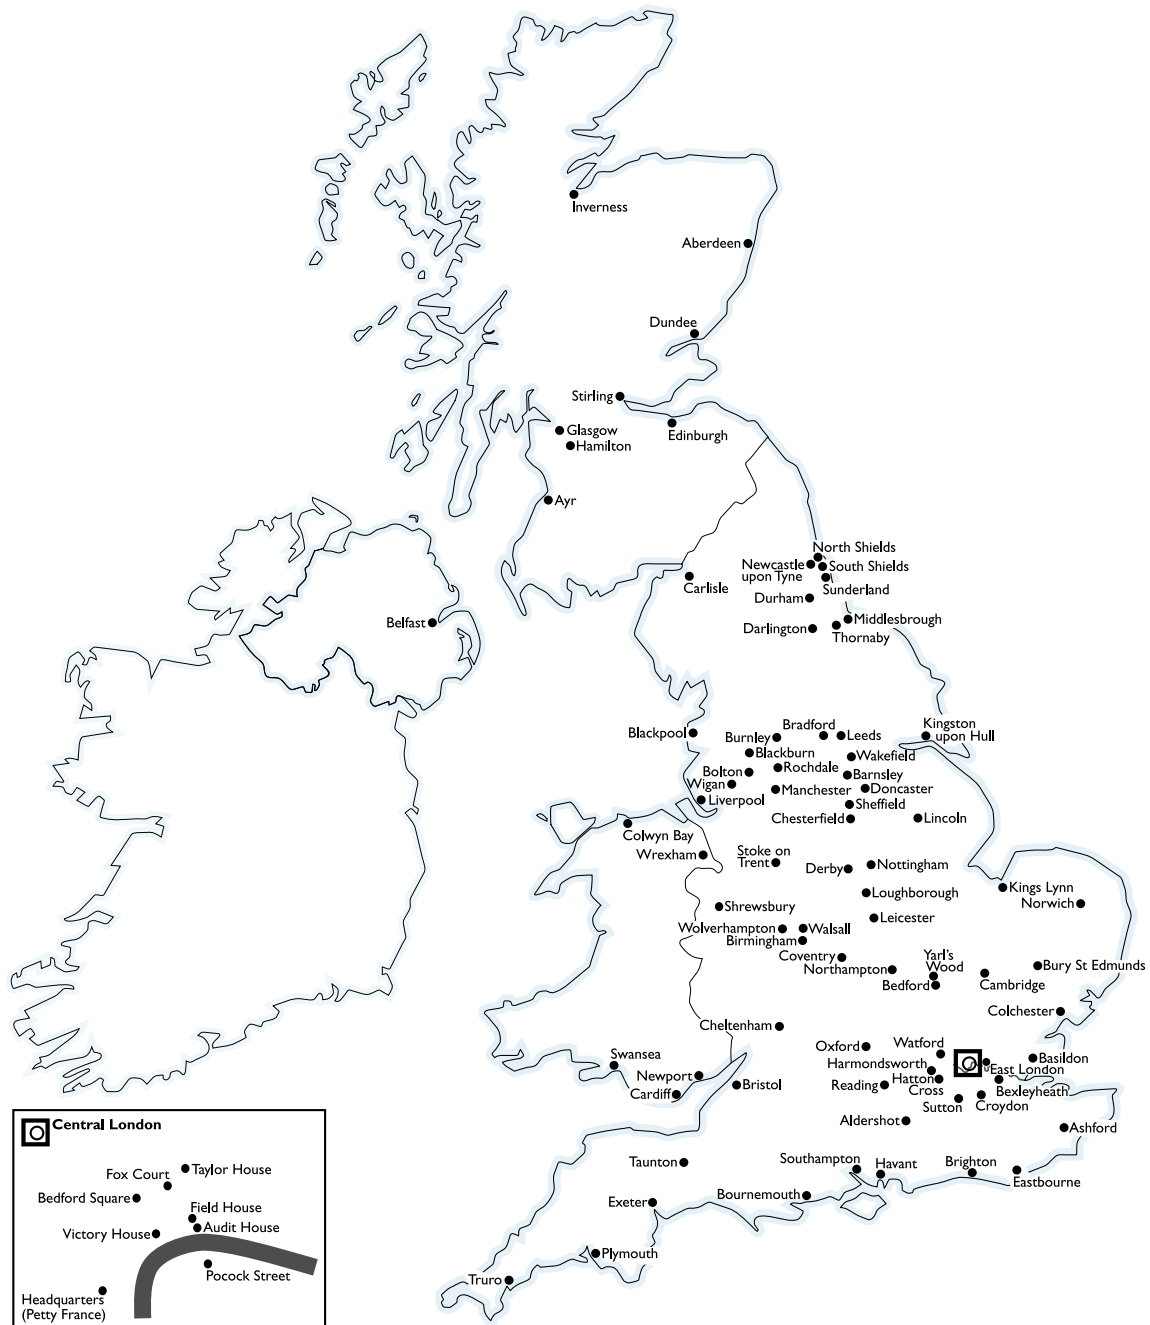 Inverness
Aberdeen
Dundee
Stirling
Glasgow
Edinburgh
Hamilton
Ayr
North Shields
Newcastle
upon Tyne
South Shields
Carlisle
Sunderland
Durham
Belfast
Middlesbrough
Darlington
Thornaby
Blackpool
Burnley
Bradford
Leeds
Kingston
upon Hull
Blackburn
Wakefield
Bolton
Rochdale
Barnsley
Wigan
Manchester
Doncaster
Liverpool
Sheffield
Chesterfield
Lincoln
Colwyn Bay
Wrexham
Stoke on
Trent
Derby
Nottingham
Kings Lynn
Loughborough
Norwich
Shrewsbury
Leicester
Wolverhampton
Walsall
Birmingham
Coventry
Yarl's
Wood
Northampton
Bury St Edmunds
Bedford
Cambridge
Colchester
Cheltenham
Oxford
Watford
Swansea
Harmondsworth
Basildon
East London
Newport
Hatton
Cross
Cardiff
Bristol
Reading
Bexleyheath
Sutton
Croydon
Aldershot
Ashford
Taunton
Southampton
Havant
Brighton
Eastbourne
Exeter
Bournemouth
Plymouth
Truro
Central London
Taylor House
Fox Court
Bedford Square
Field House
Audit House
Victory House
Pocock Street
Headquarters
(Petty France)